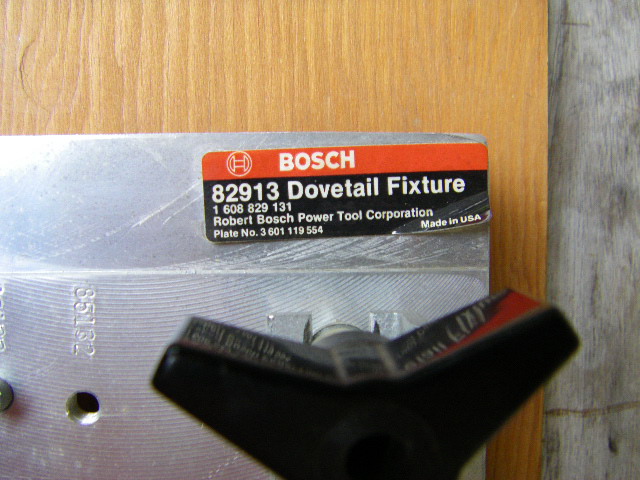 BOSCH
82913 Dovetail Fixture
1 608 829 131
Robert Bosch Power Tool Corporation
Plate No. 3 601 119 554
Made in USA
85132